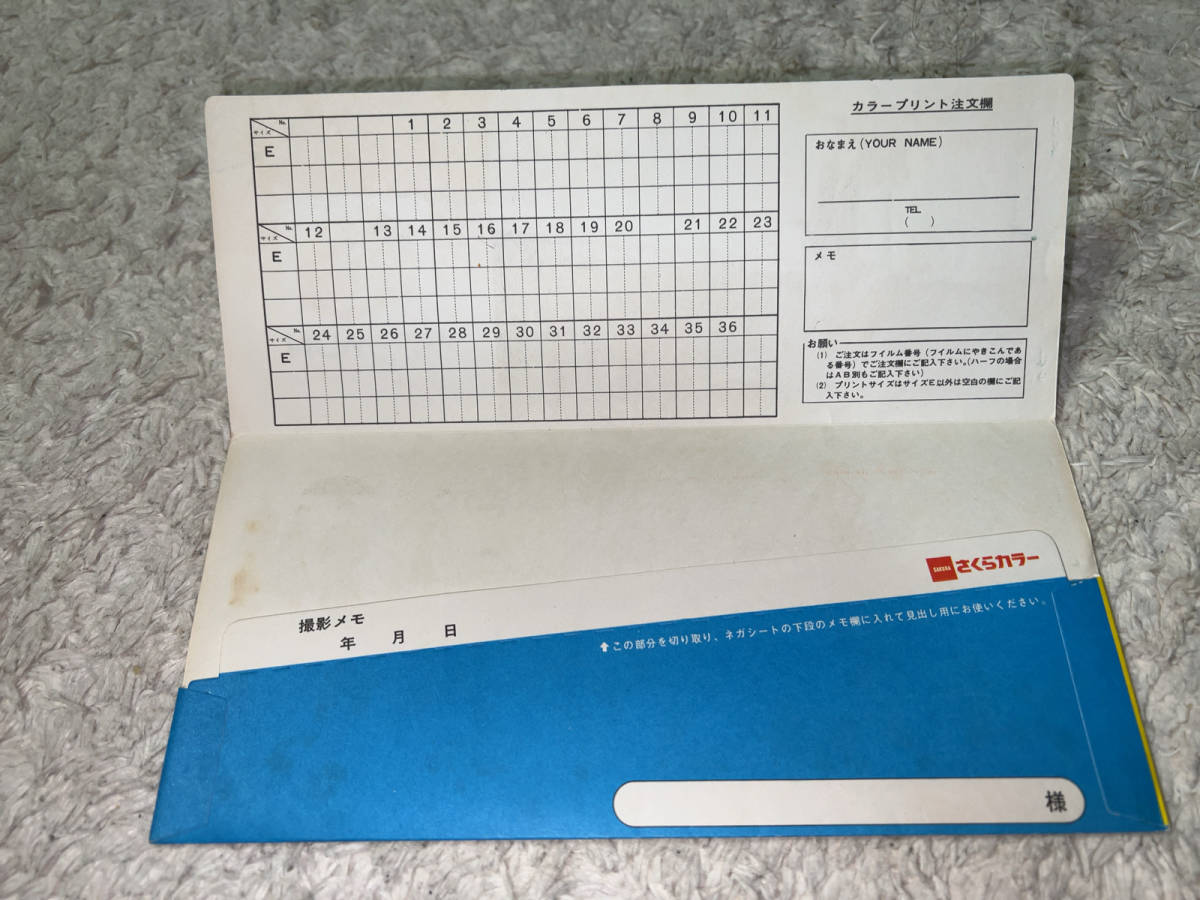 カラープリント注文欄
No. 1 2 3 4 5 6 7 8 9 10 11
サイズ
E
No. 12 13 14 15 16 17 18 19 20 21 22 23
サイズ
E
No. 24 25 26 27 28 29 30 31 32 33 34 35 36
サイズ
E
おなまえ(YOUR NAME)
TEL
( )
メモ
お願い
(1) ご注文はフイルム番号(フイルムにやきこんであ
る番号)でご注文欄にご記入下さい。(ハーフの場合
はAB別もご記入下さい)
(2) プリントサイズはサイズE以外は空白の欄にご記
入下さい。
SAKURA さくらカラー
撮影メモ
年 月 日
⬆この部分を切り取り、ネガシートの下段のメモ欄に入れて見出し用にお使いください。
様